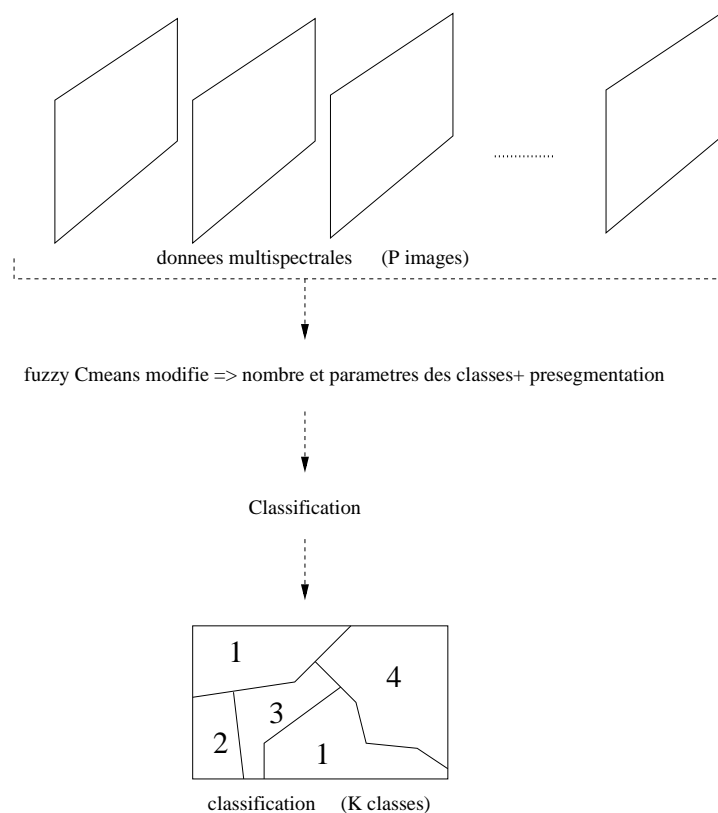 donnees multispectrales (P images)
fuzzy Cmeans modifie => nombre et parametres des classes+ presegmentation
Classification
1
4
3
2
1
classification (K classes)